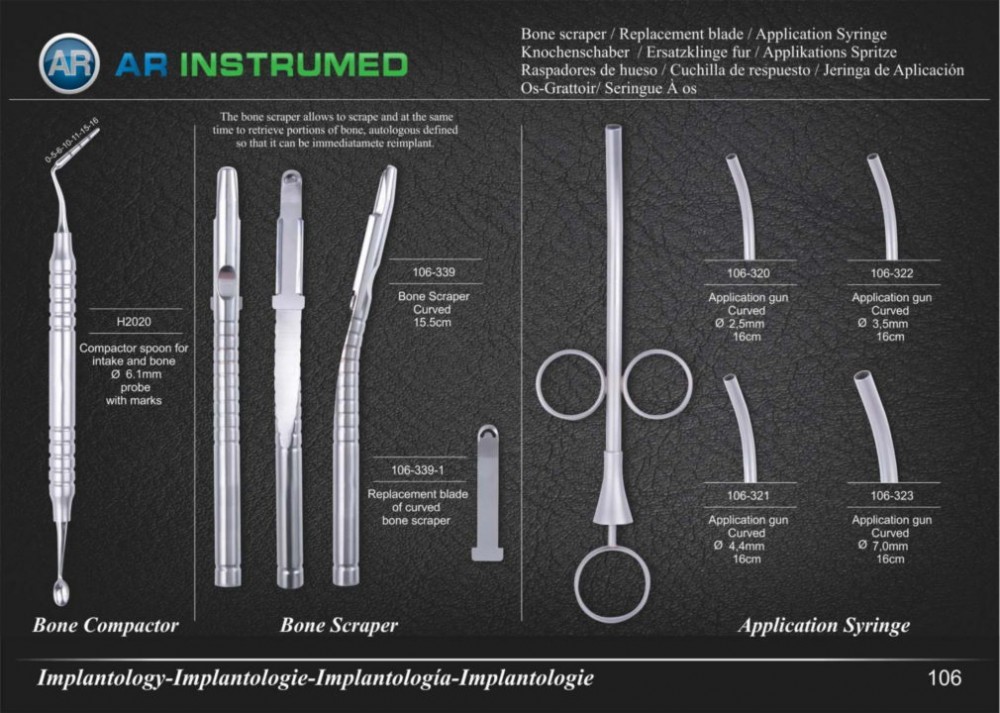 AR AR INSTRUMED
Bone scraper / Replacement blade / Application Syringe
Knochenschaber / Ersatzklinge fur / Applikations Spritze
Raspadores de hueso / Cuchilla de respuesto / Jeringa de Aplicación
Os-Grattoir/ Seringue À os
0-5-6-10-11-15-16
H2020
Compactor spoon for
intake and bone
Ø 6.1mm
probe
with marks
Bone Compactor
The bone scraper allows to scrape and at the same
time to retrieve portions of bone, autologous defined
so that it can be immediatamete reimplant.
106-339
Bone Scraper
Curved
15.5cm
106-339-1
Replacement blade
of curved
bone scraper
Bone Scraper
106-320
Application gun
Curved
Ø 2,5mm
16cm
106-322
Application gun
Curved
Ø 3,5mm
16cm
106-321
Application gun
Curved
Ø 4,4mm
16cm
106-323
Application gun
Curved
Ø 7,0mm
16cm
Application Syringe
Implantology-Implantologie-Implantología-Implantologie
106